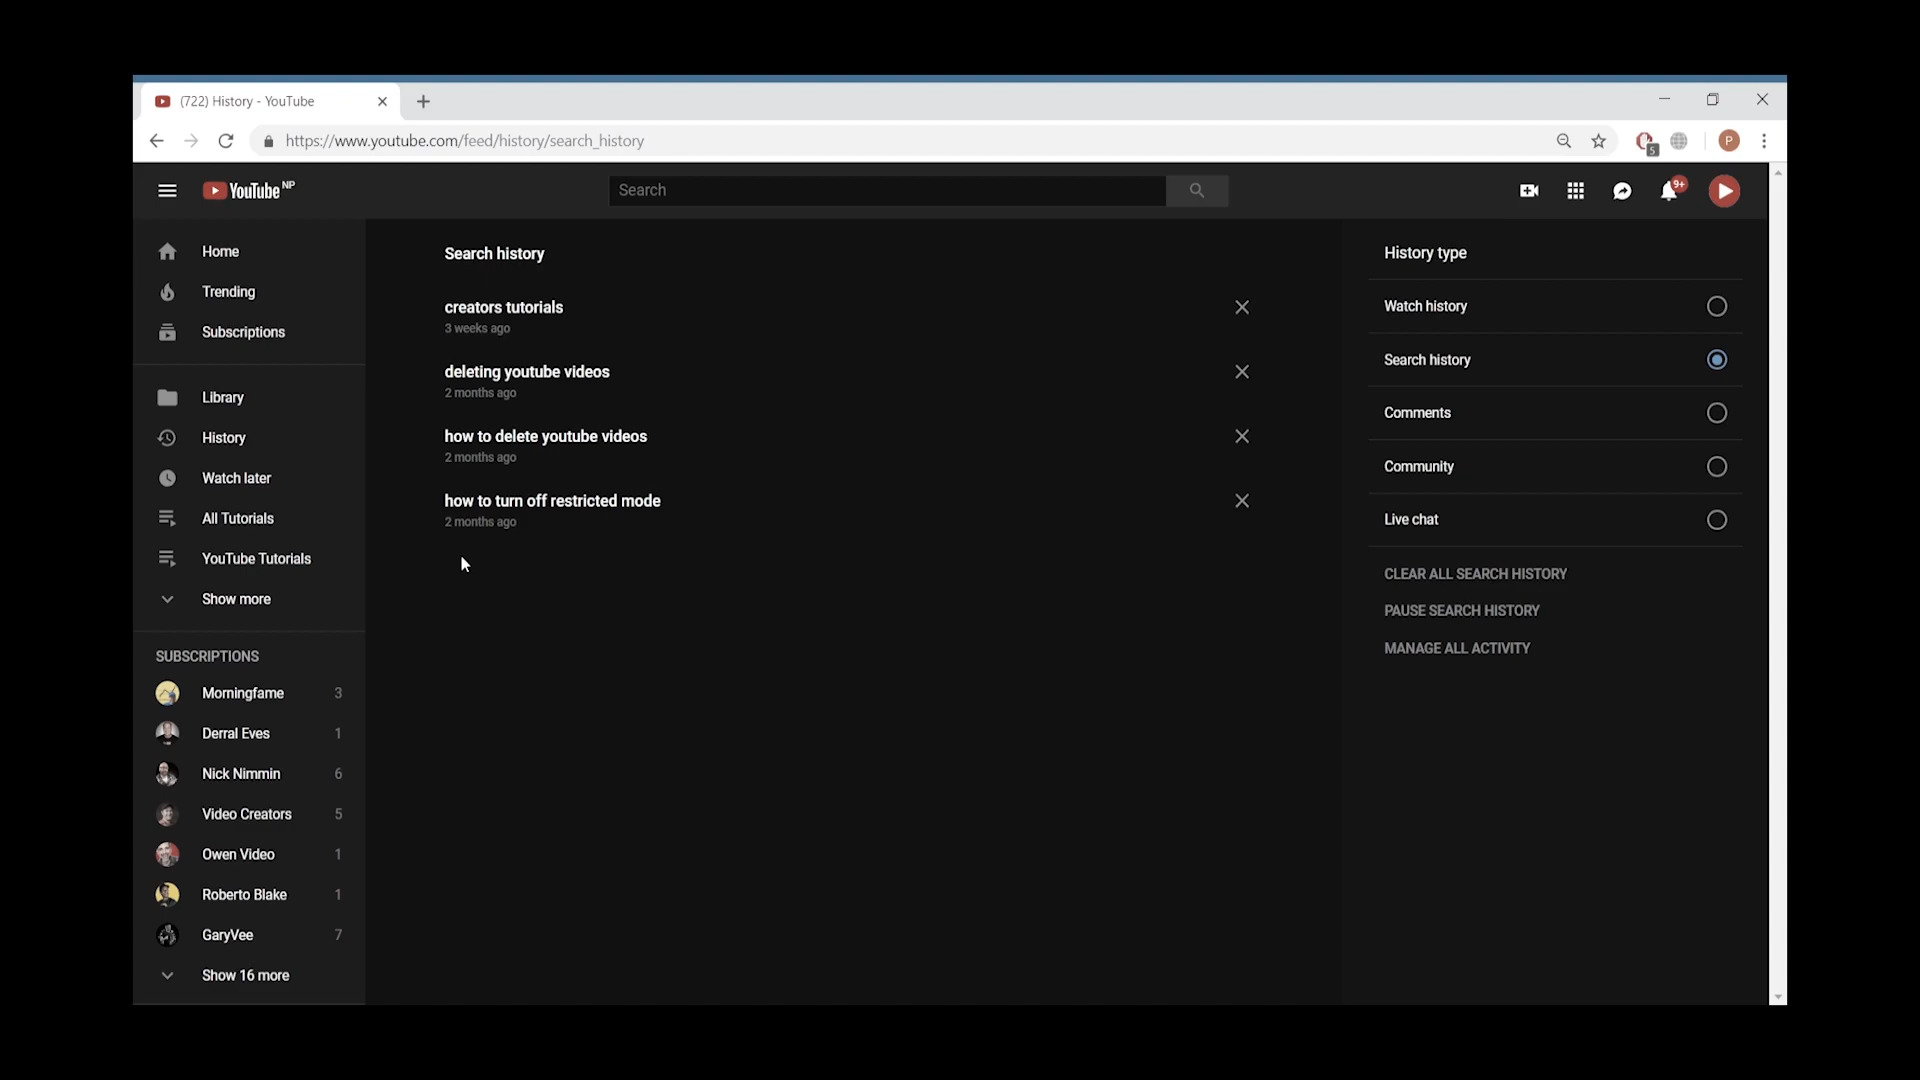 (722) History - YouTube
https://www.youtube.com/feed/history/search_history
5
P
YouTube NP
Search
9+
Home
Trending
Subscriptions
Library
History
Watch later
All Tutorials
YouTube Tutorials
Show more
SUBSCRIPTIONS
Morningfame 3
Derral Eves 1
Nick Nimmin 6
Video Creators 5
Owen Video 1
Roberto Blake 1
GaryVee 7
Show 16 more
Search history
creators tutorials
3 weeks ago
deleting youtube videos
2 months ago
how to delete youtube videos
2 months ago
how to turn off restricted mode
2 months ago
History type
Watch history
Search history
Comments
Community
Live chat
CLEAR ALL SEARCH HISTORY
PAUSE SEARCH HISTORY
MANAGE ALL ACTIVITY